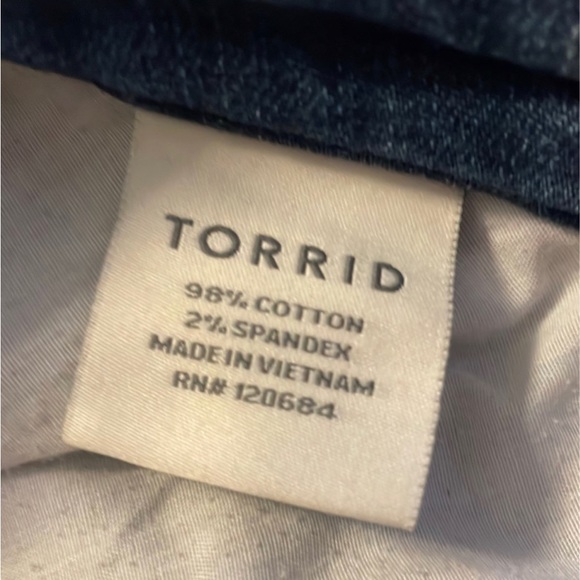 TORRID
98% COTTON
2% SPANDEX
MADE IN VIETNAM
RN# 120684